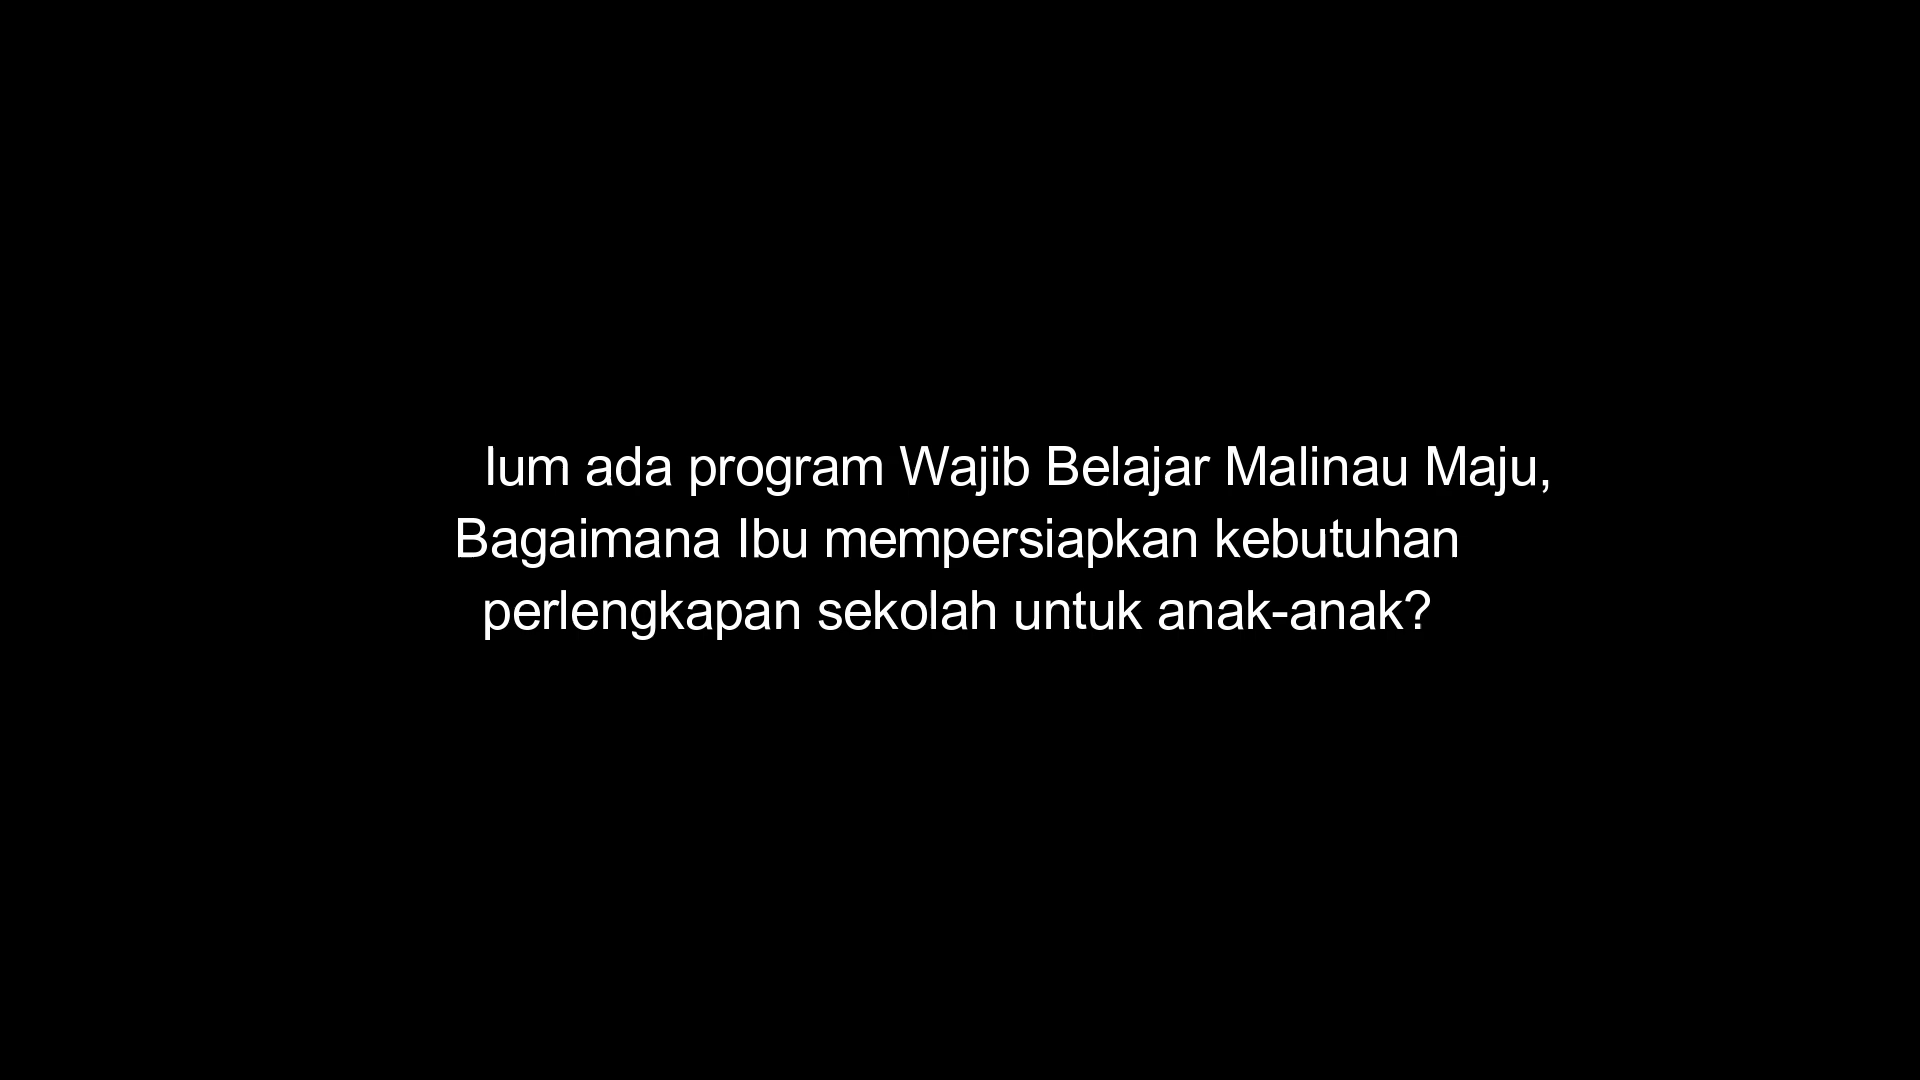 lum ada program Wajib Belajar Malinau Maju,
Bagaimana Ibu mempersiapkan kebutuhan
perlengkapan sekolah untuk anak-anak?